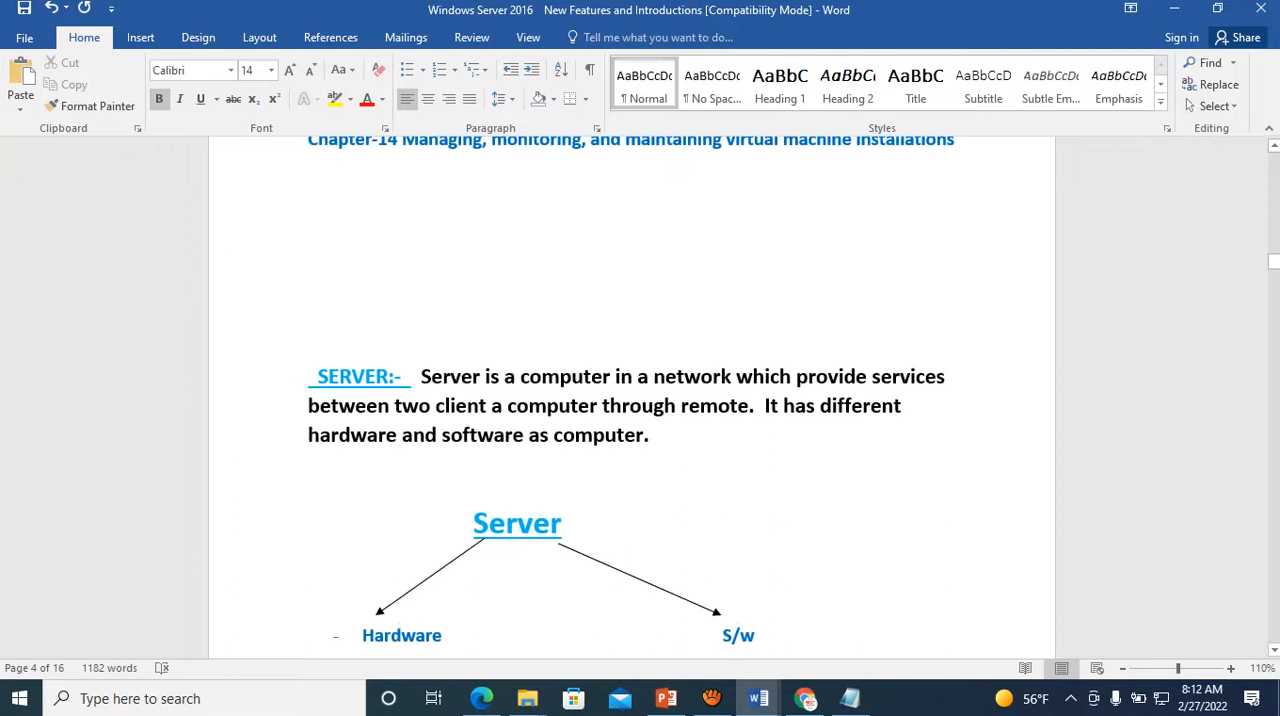 Windows Server 2016   New Features and Introductions [Compatibility Mode] - Word
File Home Insert Design Layout References Mailings Review View Tell me what you want to do... Sign in Share
Paste
Cut
Copy
Format Painter
Clipboard
Calibri 14 Aa
B I U abc x₂ x² A A
Font
Paragraph
AaBbCcDc AaBbCcDc AaBbC AaBbCc AaBbC AaBbCcD AaBbCcD AaBbCcD
¶ Normal ¶ No Spac... Heading 1 Heading 2 Title Subtitle Subtle Em... Emphasis
Styles
Find
Replace
Select
Editing
Chapter-14 Managing, monitoring, and maintaining virtual machine installations
SERVER:- Server is a computer in a network which provide services
between two client a computer through remote. It has different
hardware and software as computer.
Server
- Hardware S/w
Page 4 of 16 1182 words 110%
Type here to search 56°F 8:12 AM
2/27/2022